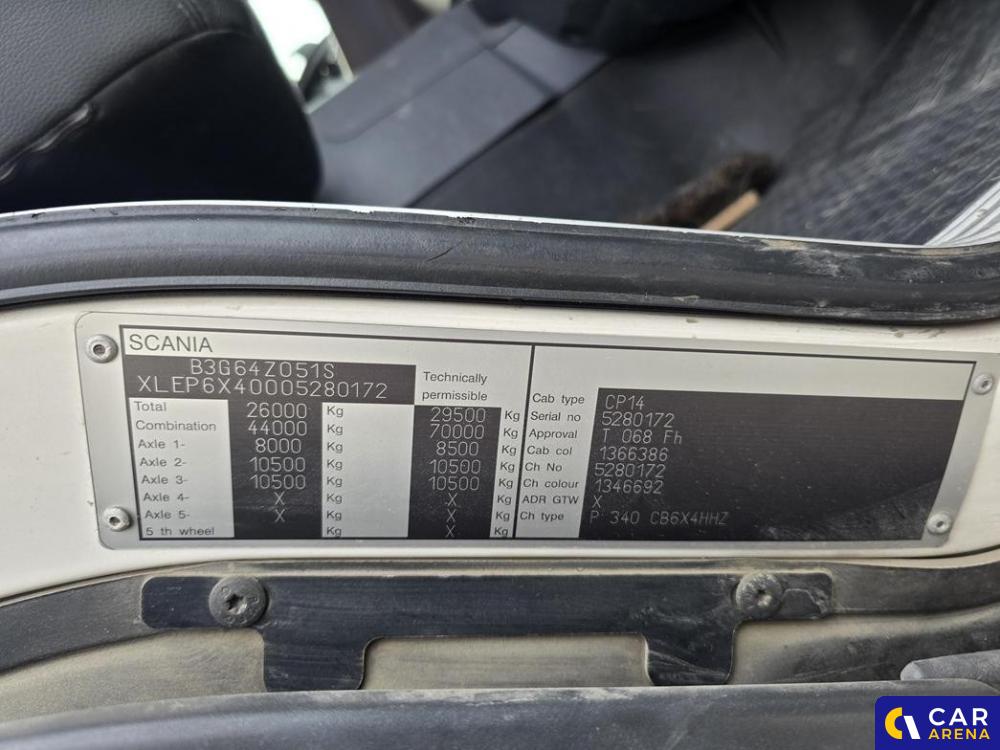 SCANIA
B3G64Z051S
XLEP6X40005280172
Technically
permissible
Total 26000 Kg 29500 Kg
Combination 44000 Kg 70000 Kg
Axle 1- 8000 Kg 8500 Kg
Axle 2- 10500 Kg 10500 Kg
Axle 3- 10500 Kg 10500 Kg
Axle 4- X Kg X Kg
Axle 5- X Kg X Kg
5 th wheel Kg X Kg
Cab type CP14
Serial no 5280172
Approval T 068 Fh
Cab col 1366386
Ch No 5280172
Ch colour 1346692
ADR GTW X
Ch type P 340 CB6X4HHZ
CAR
ARENA